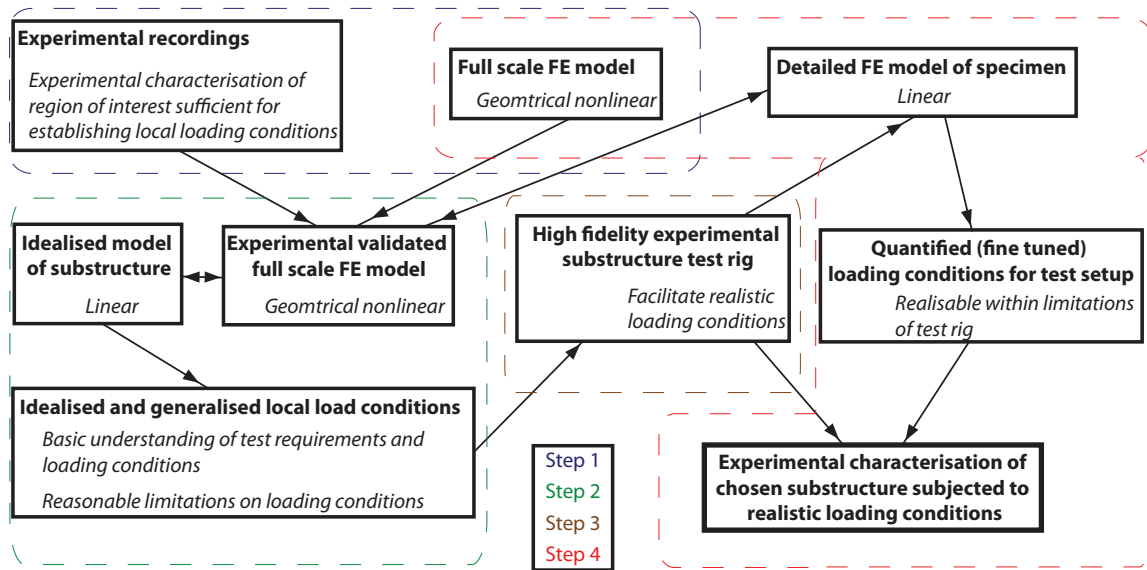 Experimental recordings
Experimental characterisation of
region of interest sufficient for
establishing local loading conditions
Full scale FE model
Geomtrical nonlinear
Detailed FE model of specimen
Linear
Idealised model
of substructure
Linear
Experimental validated
full scale FE model
Geomtrical nonlinear
High fidelity experimental
substructure test rig
Facilitate realistic
loading conditions
Quantified (fine tuned)
loading conditions for test setup
Realisable within limitations
of test rig
Idealised and generalised local load conditions
Basic understanding of test requirements and
loading conditions
Reasonable limitations on loading conditions
Step 1
Step 2
Step 3
Step 4
Experimental characterisation of
chosen substructure subjected to
realistic loading conditions